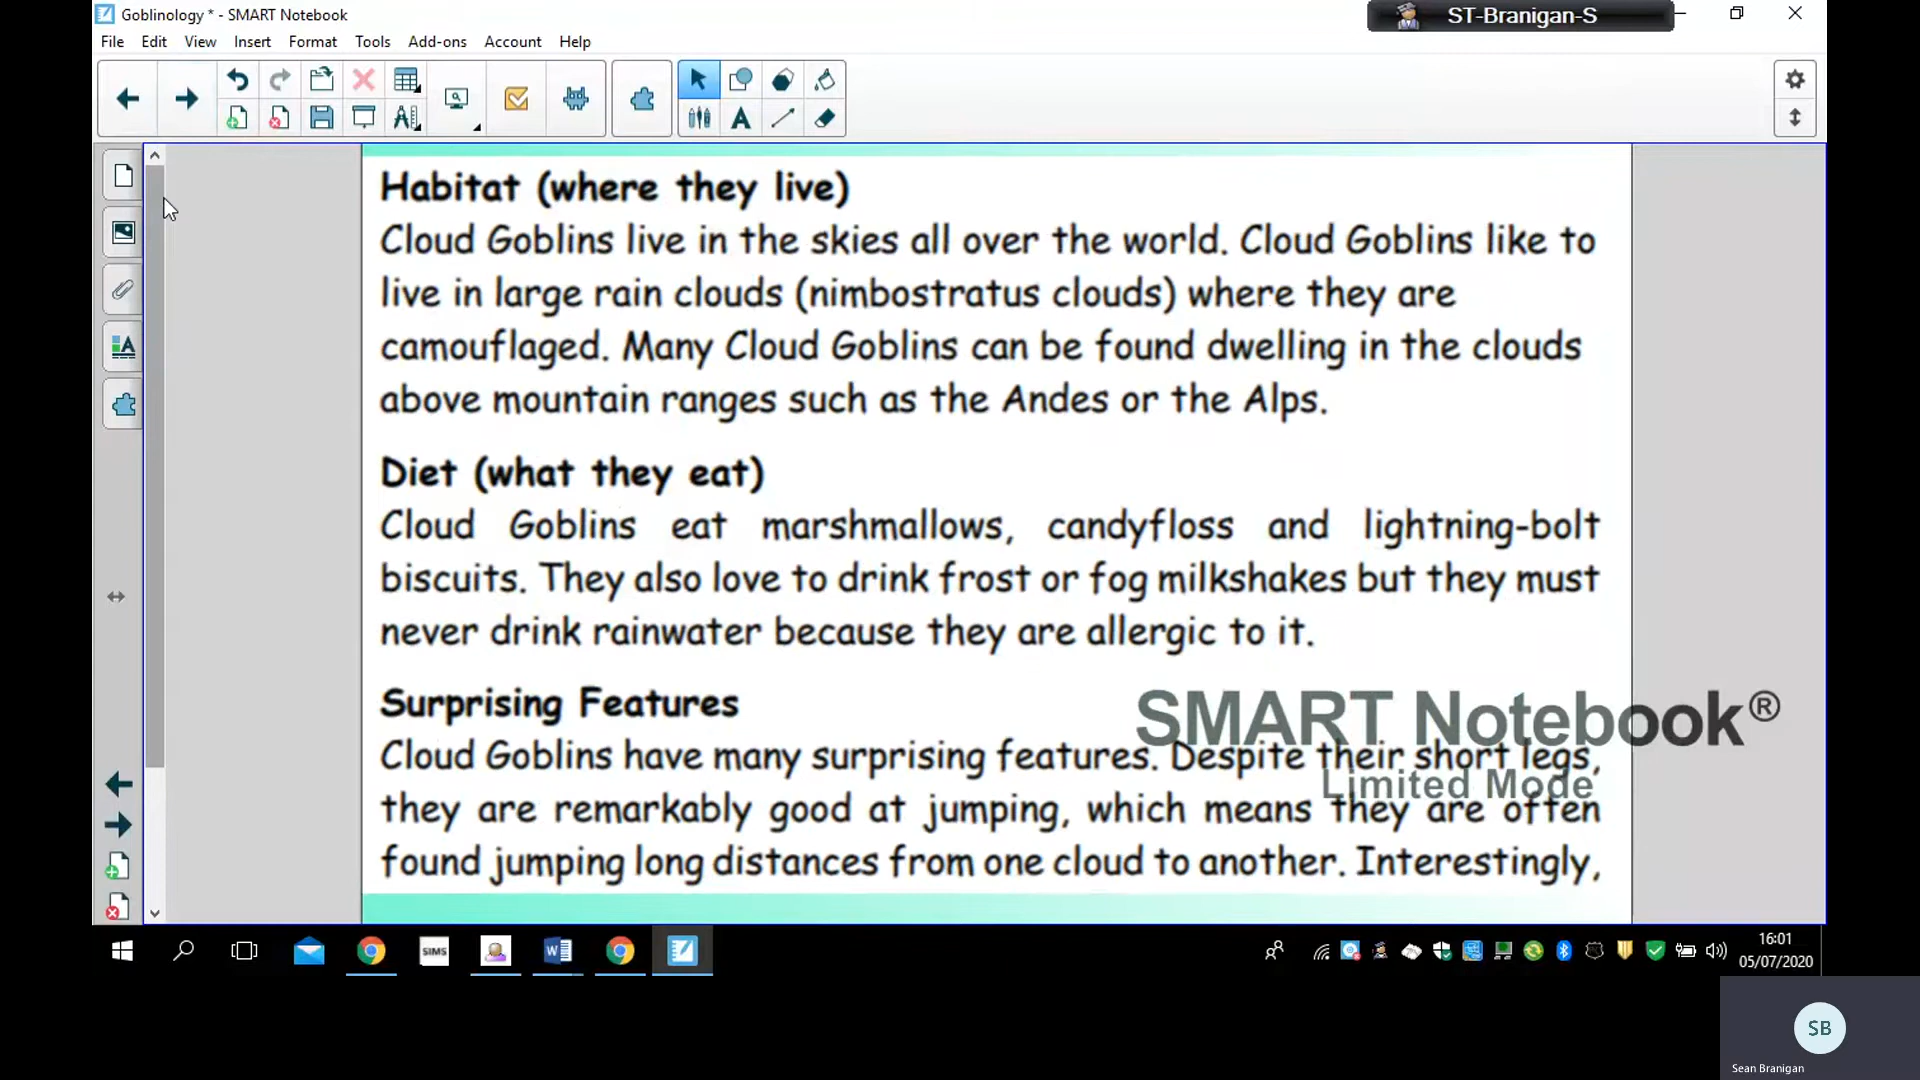 Goblinology * - SMART Notebook
ST-Branigan-S
File Edit View Insert Format Tools Add-ons Account Help
Habitat (where they live)
Cloud Goblins live in the skies all over the world. Cloud Goblins like to
live in large rain clouds (nimbostratus clouds) where they are
camouflaged. Many Cloud Goblins can be found dwelling in the clouds
above mountain ranges such as the Andes or the Alps.
Diet (what they eat)
Cloud Goblins eat marshmallows, candyfloss and lightning-bolt
biscuits. They also love to drink frost or fog milkshakes but they must
never drink rainwater because they are allergic to it.
Surprising Features
SMART Notebook®
Cloud Goblins have many surprising features. Despite their short legs,
Limited Mode
they are remarkably good at jumping, which means they are often
found jumping long distances from one cloud to another. Interestingly,
SIMS
16:01
05/07/2020
SB
Sean Branigan